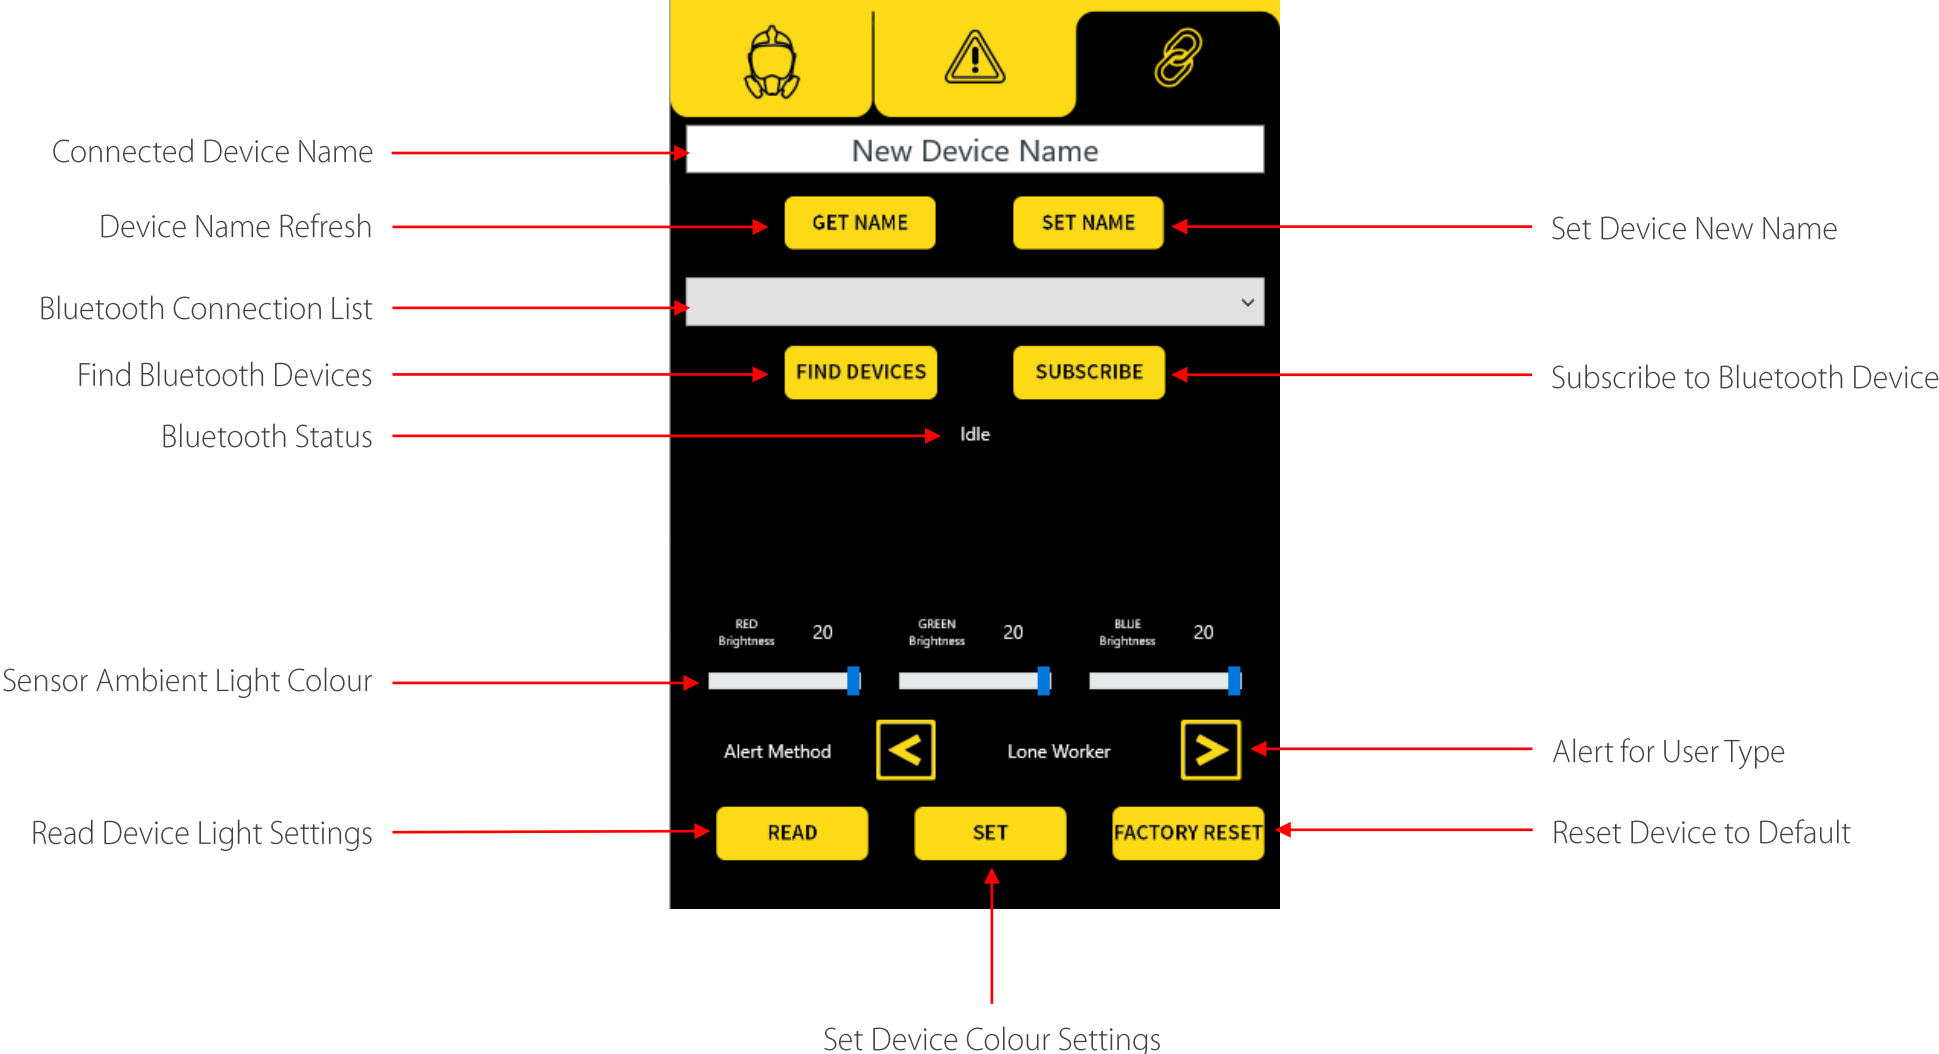 Connected Device Name
New Device Name
Device Name Refresh
GET NAME
SET NAME
Set Device New Name
Bluetooth Connection List
Find Bluetooth Devices
FIND DEVICES
SUBSCRIBE
Subscribe to Bluetooth Device
Bluetooth Status
Idle
RED
Brightness
20
GREEN
Brightness
20
BLUE
Brightness
20
Sensor Ambient Light Colour
Alert Method
<
Lone Worker
>
Alert for User Type
Read Device Light Settings
READ
SET
FACTORY RESET
Reset Device to Default
Set Device Colour Settings